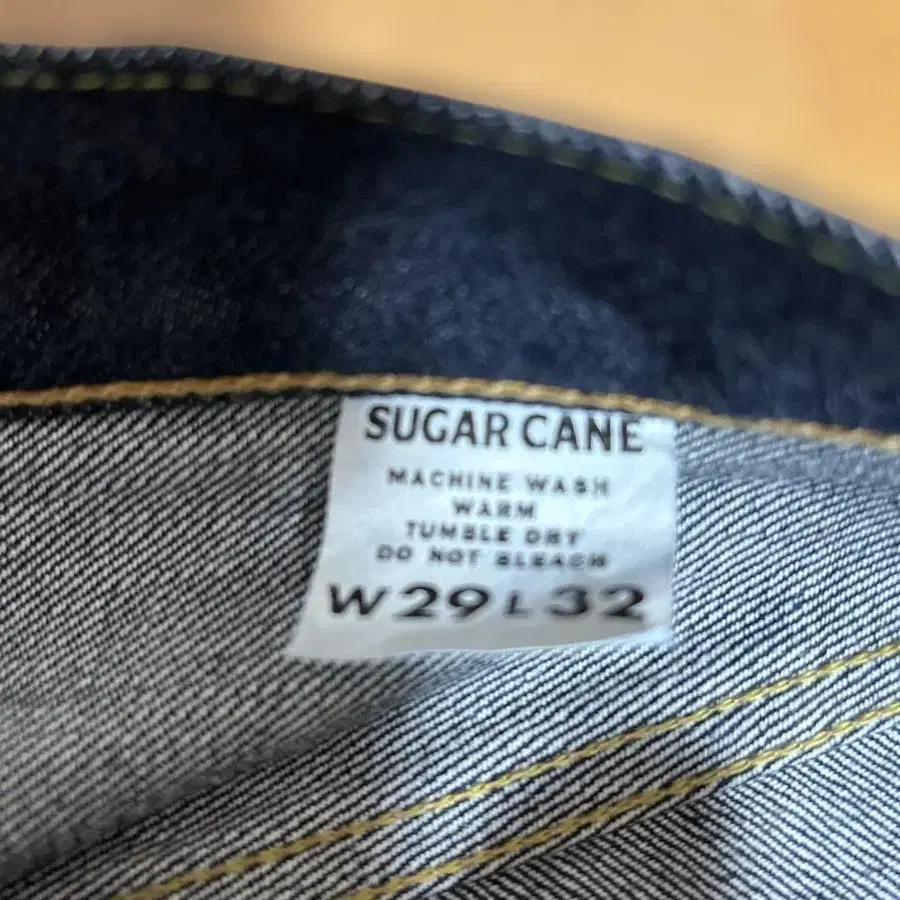 SUGAR CANE
MACHINE WASH
WARM
TUMBLE DRY
DO NOT BLEACH
W29L32